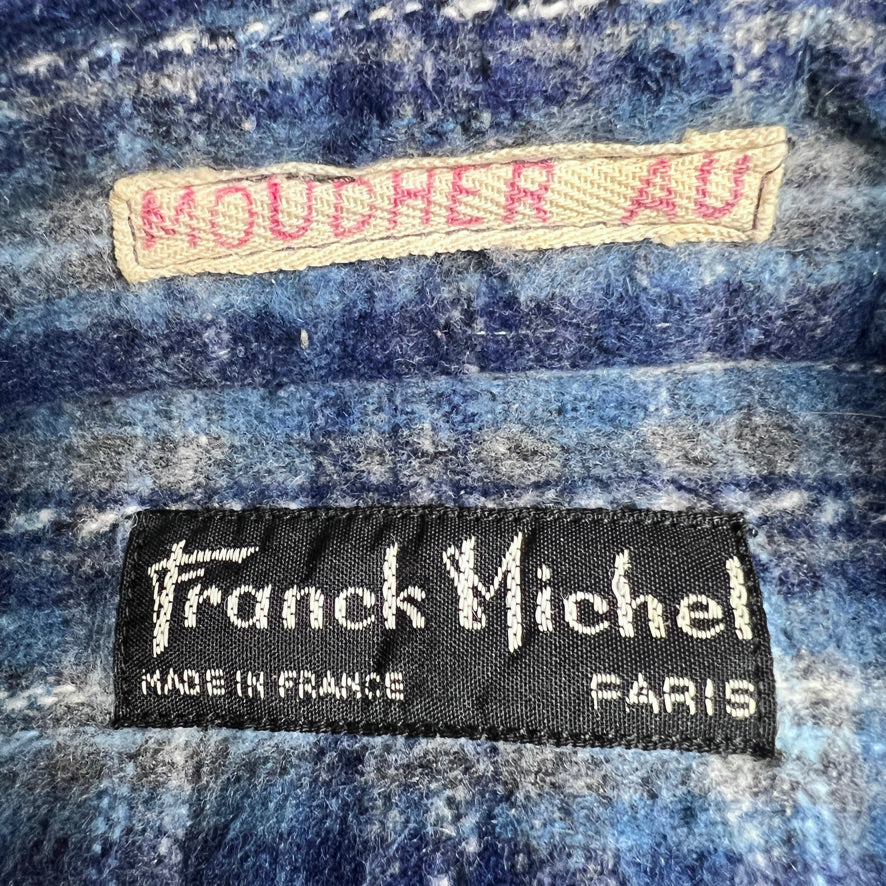 MOUCHER AU
Franck Michel
MADE IN FRANCE PARIS